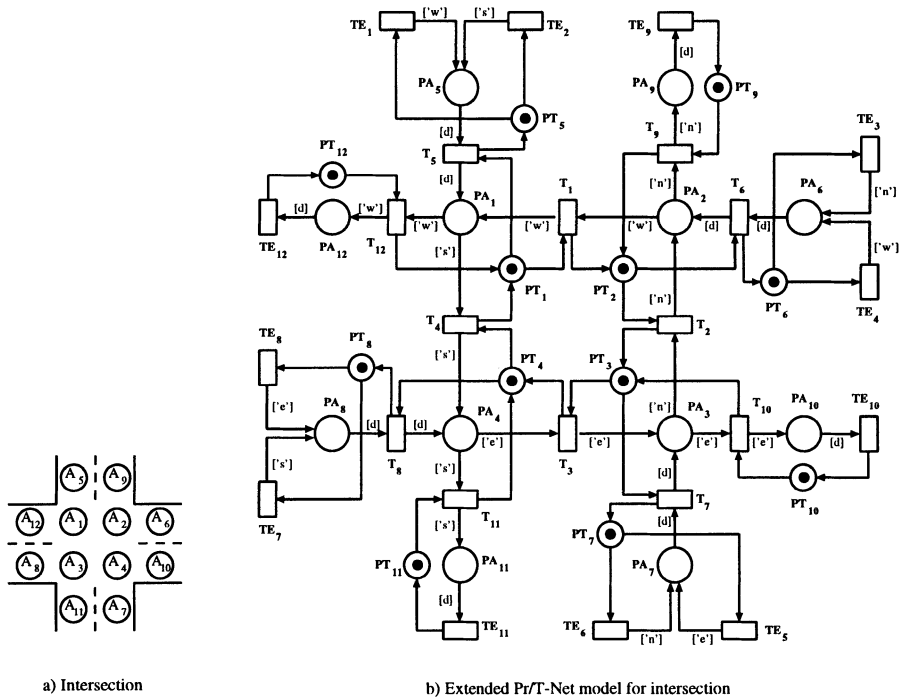 TE1 ['w'] ['s'] TE2
TE9
[d]
PA5
PA9
PT9
PT5
[d]
['n']
TE3
PT12
T5
T9
[d]
['n']
['n']
PA1
T1
PA2
T6
PA6
[d]
['w']
['w']
['w']
['w']
[d]
[d]
TE12
PA12
T12
['s']
['w']
PT1
PT2
['n']
PT6
TE4
TE8
PT8
T4
T2
['s']
PT4
PT3
['e']
PA8
PA4
['n']
PA3
T10
PA10
TE10
[d]
[d]
['e']
['e']
['e']
['e']
[d]
['s']
T8
['s']
T3
[d]
PT10
TE7
T11
T7
['s']
[d]
PT7
PT11
PA11
PA7
[d]
TE11
TE6
['n']
['e']
TE5
A5 A9
A12 A1 A2 A6
A8 A3 A4 A10
A11 A7
a) Intersection
b) Extended Pr/T-Net model for intersection